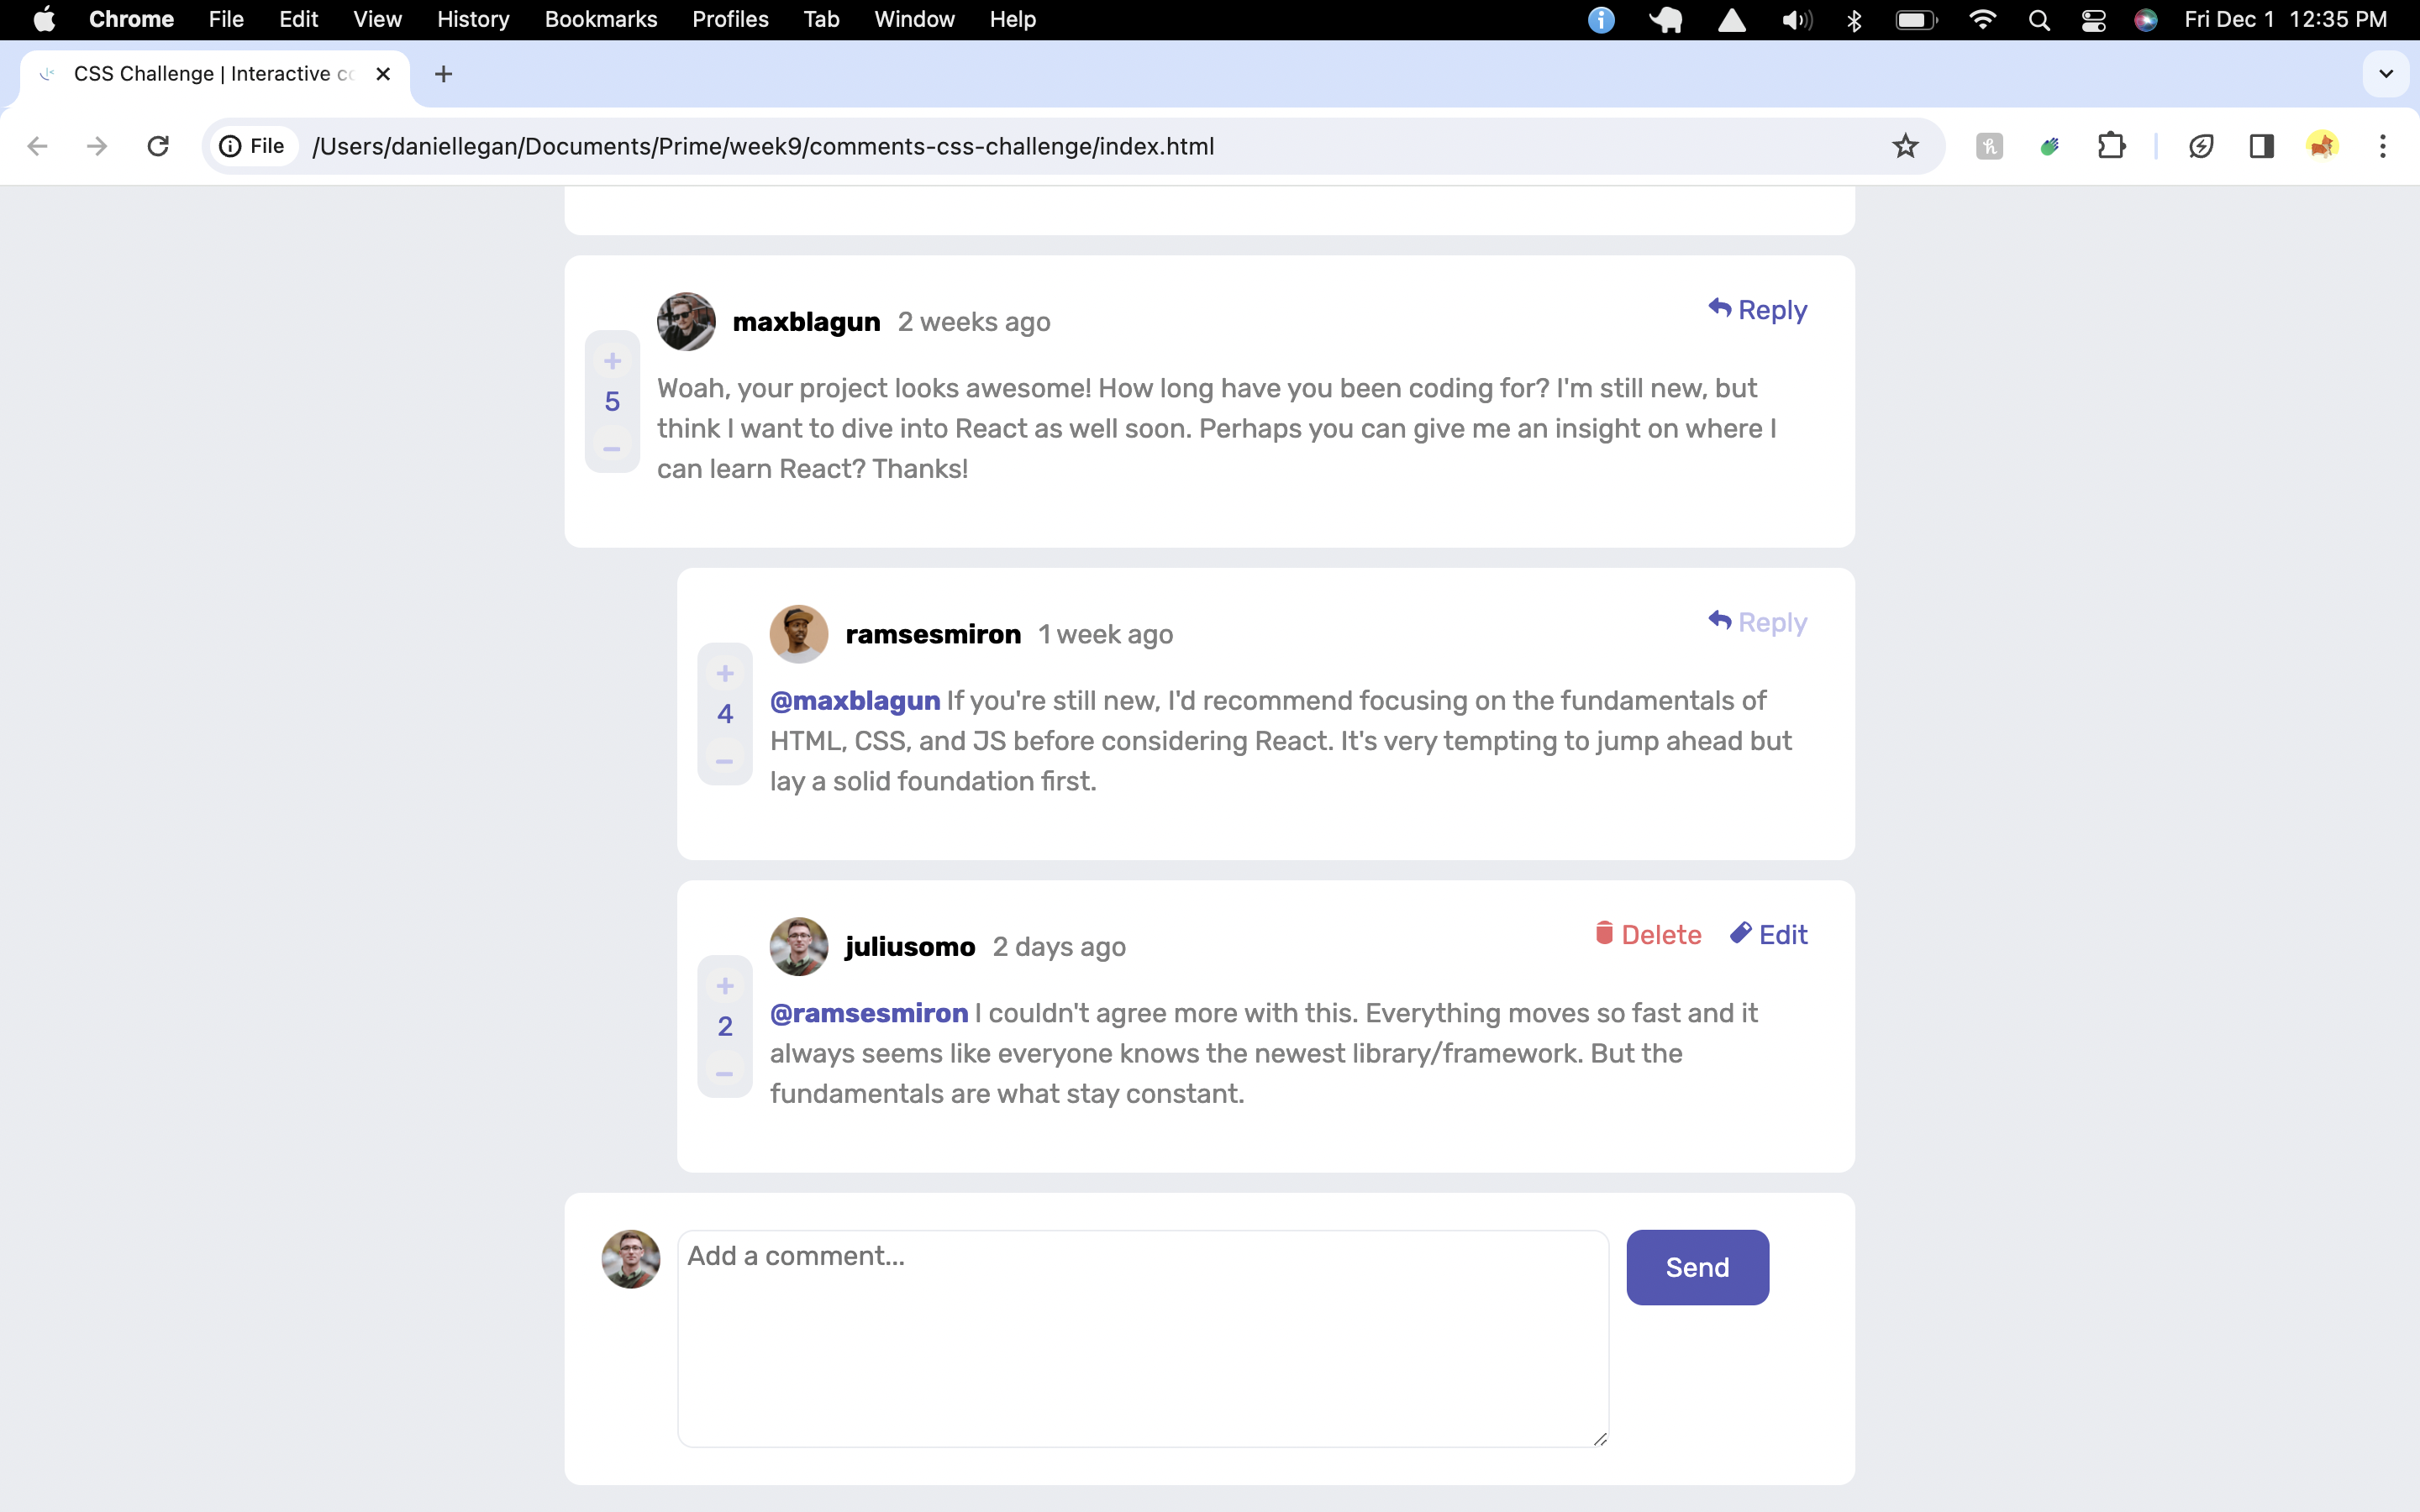 Chrome File Edit View History Bookmarks Profiles Tab Window Help Fri Dec 1 12:35 PM
CSS Challenge | Interactive co
File /Users/daniellegan/Documents/Prime/week9/comments-css-challenge/index.html
maxblagun 2 weeks ago Reply
+
5
−
Woah, your project looks awesome! How long have you been coding for? I'm still new, but
think I want to dive into React as well soon. Perhaps you can give me an insight on where I
can learn React? Thanks!
ramsesmiron 1 week ago Reply
+
4
−
@maxblagun If you're still new, I'd recommend focusing on the fundamentals of
HTML, CSS, and JS before considering React. It's very tempting to jump ahead but
lay a solid foundation first.
juliusomo 2 days ago Delete Edit
+
2
−
@ramsesmiron I couldn't agree more with this. Everything moves so fast and it
always seems like everyone knows the newest library/framework. But the
fundamentals are what stay constant.
Add a comment...
Send